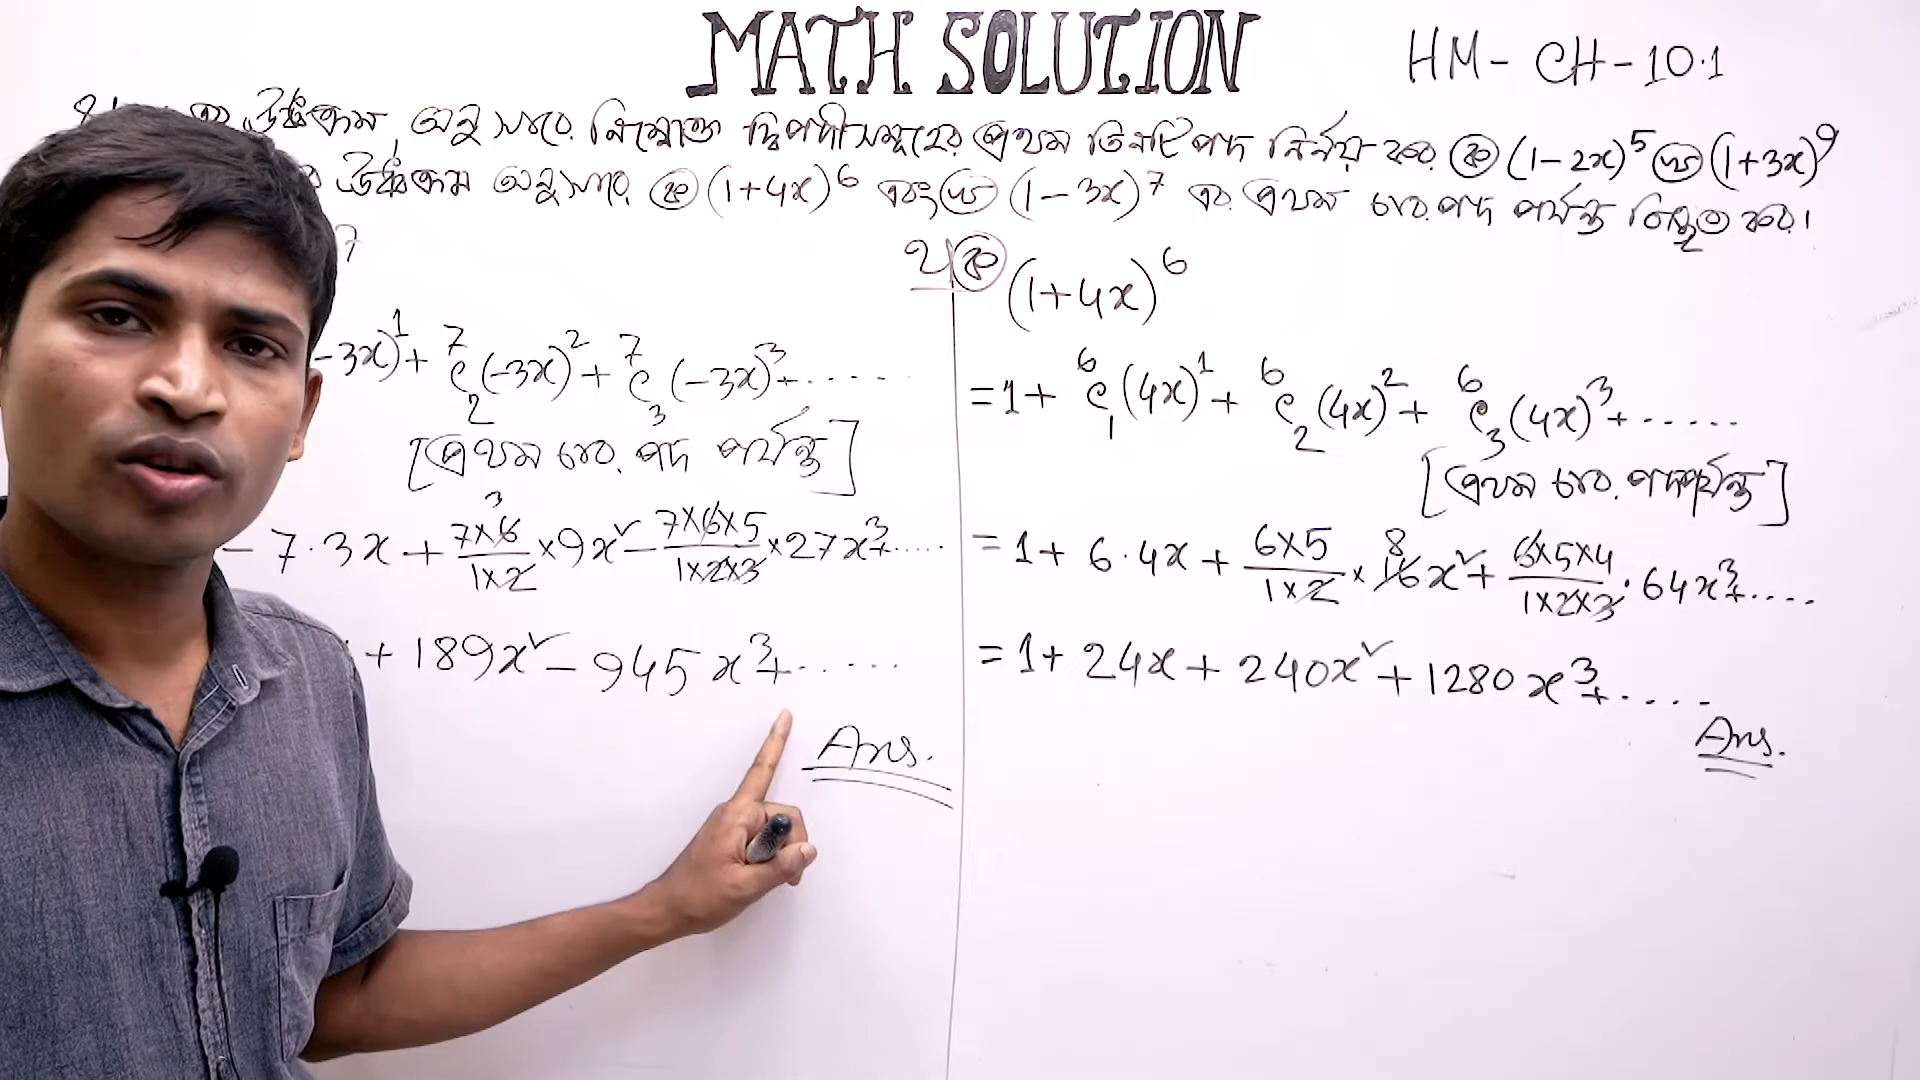 MATH SOLUTION
HM- CH-10.1
এর ঊর্ধ্বক্রম অনুসারে নিম্নোক্ত দ্বিপদীসমূহের প্রথম তিনটি পদ নির্ণয় কর ⓚ (1-2x)⁵ (1+3x)⁹
ঊর্ধ্বক্রম অনুসারে ক (1+4x)⁶ এবং (1-3x)⁷ এর প্রথম চার পদ পর্যন্ত বিস্তৃত কর।
7
-3x)¹ + ⁷C₂(-3x)² + ⁷C₃(-3x)³+.....
[প্রথম চার পদ পর্যন্ত]
- 7·3x + 7×6/1×2 ×9x² - 7×6×5/1×2×3 ×27x³+.....
+ 189x² - 945x³+......
Ans.
২। ক (1+4x)⁶
=1+ ⁶C₁(4x)¹ + ⁶C₂(4x)² + ⁶C₃(4x)³+......
[প্রথম চার পদ পর্যন্ত]
=1+ 6·4x + 6×5/1×2 × 16x² + 6×5×4/1×2×3 ·64x³+....
=1+ 24x + 240x² + 1280x³+....
Ans.